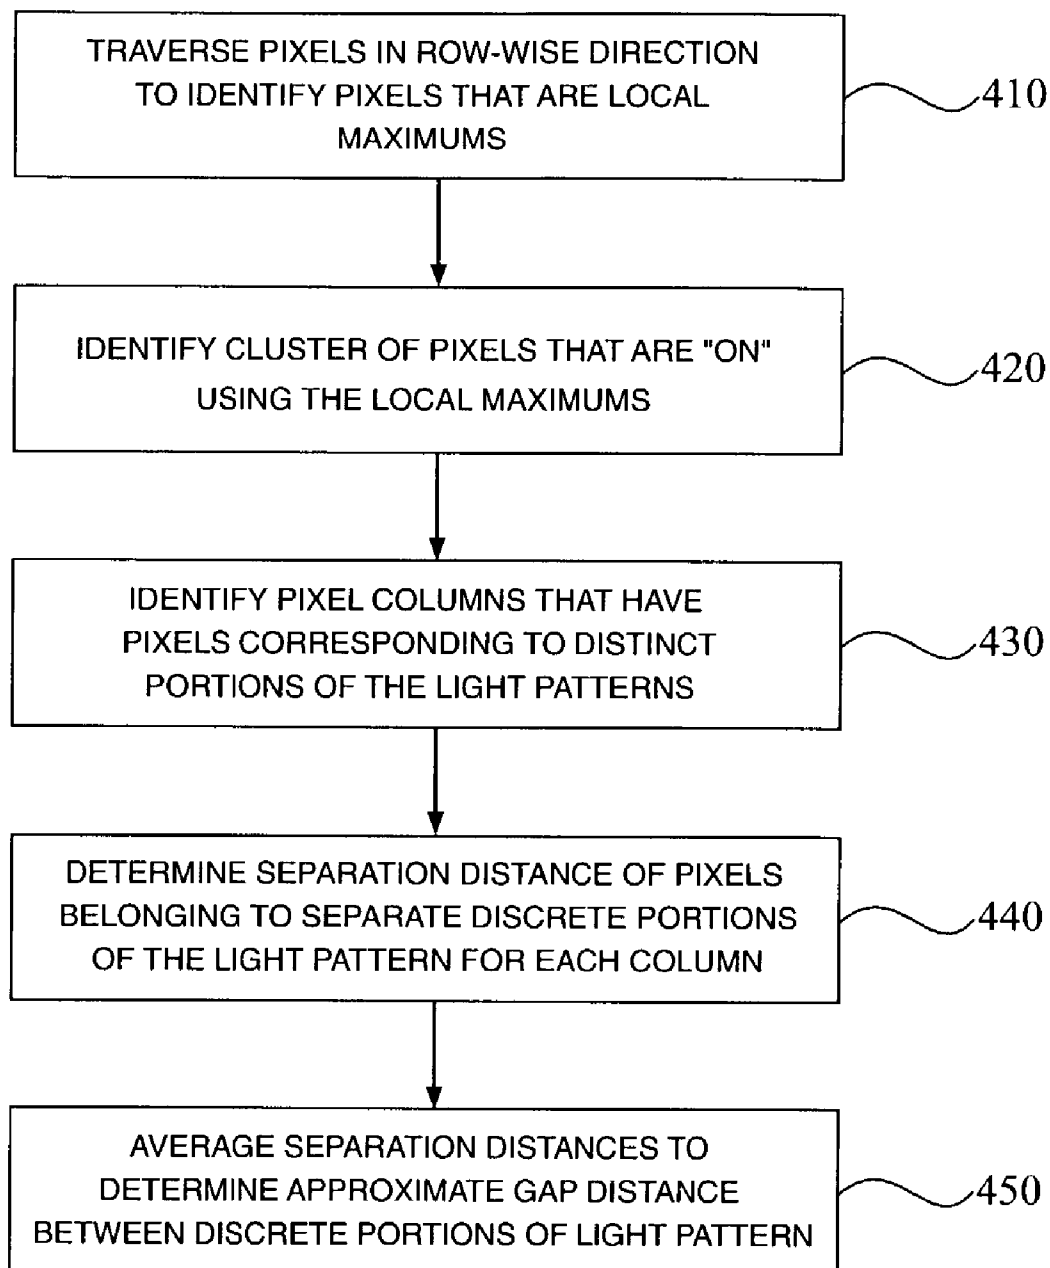 TRAVERSE PIXELS IN ROW-WISE DIRECTION
TO IDENTIFY PIXELS THAT ARE LOCAL
MAXIMUMS
410
IDENTIFY CLUSTER OF PIXELS THAT ARE "ON"
USING THE LOCAL MAXIMUMS
420
IDENTIFY PIXEL COLUMNS THAT HAVE
PIXELS CORRESPONDING TO DISTINCT
PORTIONS OF THE LIGHT PATTERNS
430
DETERMINE SEPARATION DISTANCE OF PIXELS
BELONGING TO SEPARATE DISCRETE PORTIONS
OF THE LIGHT PATTERN FOR EACH COLUMN
440
AVERAGE SEPARATION DISTANCES TO
DETERMINE APPROXIMATE GAP DISTANCE
BETWEEN DISCRETE PORTIONS OF LIGHT PATTERN
450